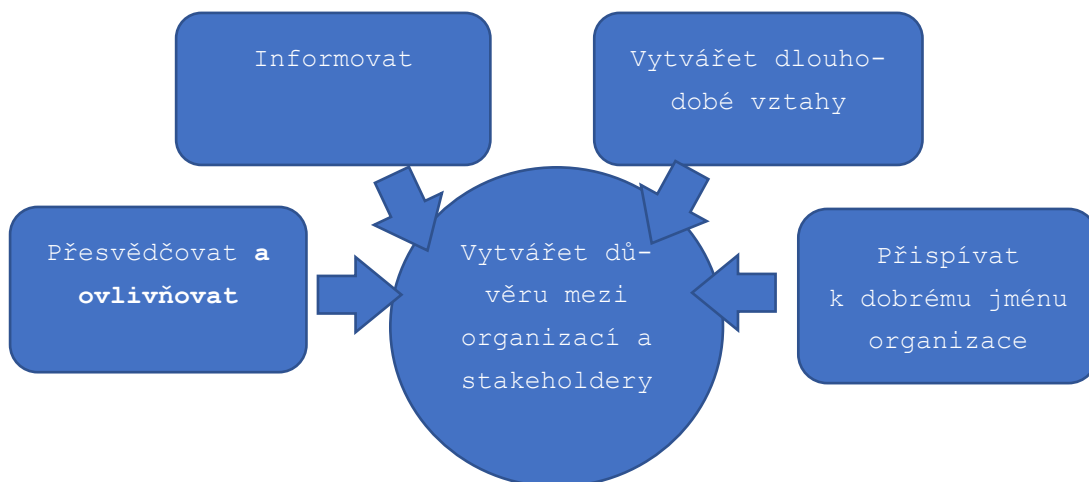 Informovat
Vytvářet dlouho-
dobé vztahy
Přesvědčovat a
ovlivňovat
Vytvářet dů-
věru mezi
organizací a
stakeholdery
Přispívat
k dobrému jménu
organizace